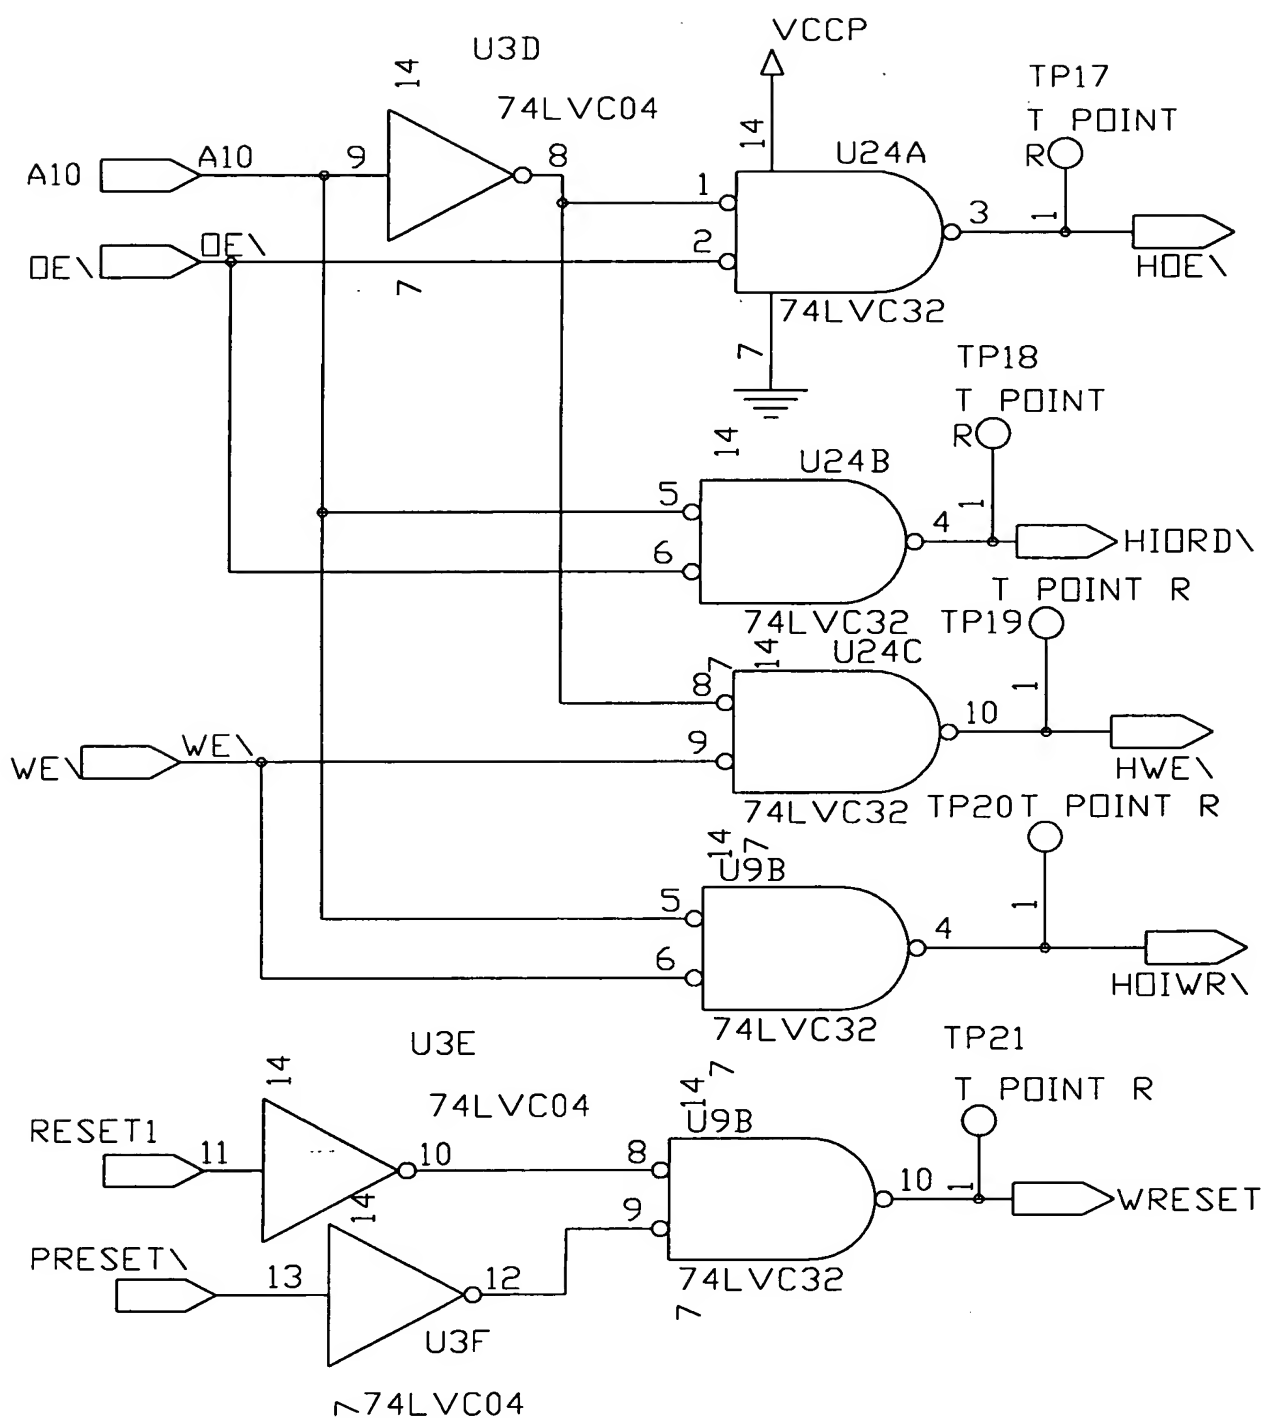 VCCP
U3D
14
TP17
74LVC04
T POINT
R
14
U24A
A10
A10
9
8
1
3
1
OE\
OE\
2
HOE\
7
74LVC32
7
TP18
T POINT
R
14
U24B
5
4
1
HIORD\
6
T POINT R
74LVC32
TP19
7
14
U24C
8
1
10
WE\
WE\
9
HWE\
74LVC32
TP20
T POINT R
14
7
U9B
5
1
4
6
HOIWR\
74LVC32
U3E
TP21
14
7
14
T POINT R
74LVC04
U9B
RESET1
11
10
8
10
1
WRESET
14
9
PRESET\
13
12
74LVC32
7
U3F
7
74LVC04